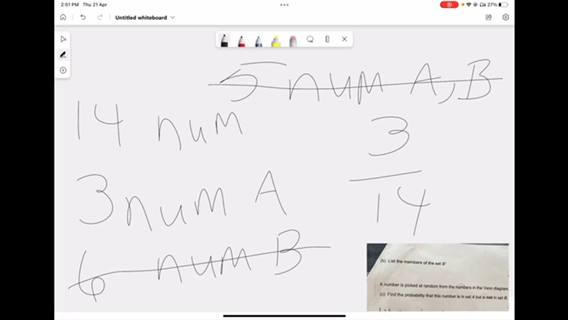 2:51 PM Thu 21 Apr
27%
Untitled whiteboard
5 num A, B
14 num
3
14
3 num A
6 num B
(b) List the members of the set B'
A number is picked at random from the numbers in the Venn diagram
(c) Find the probability that this number is in set A but is not in set B.